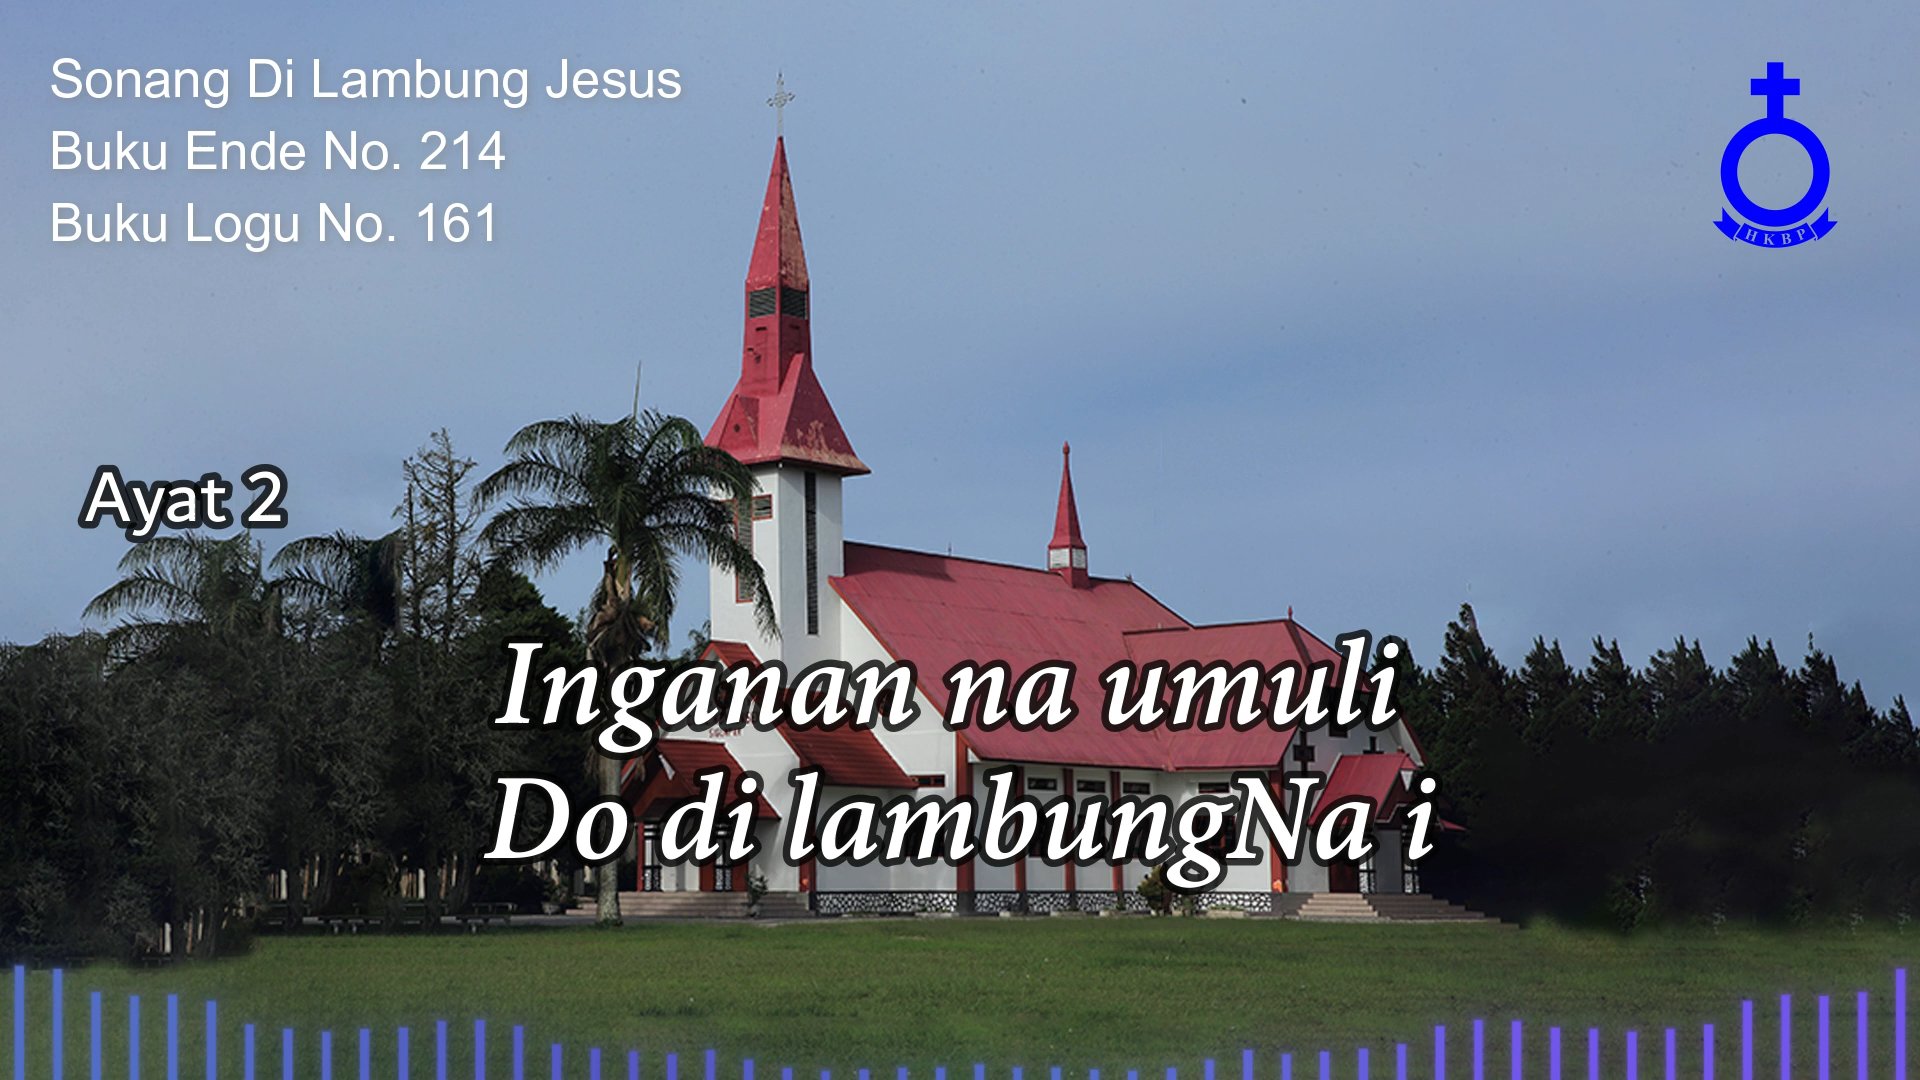 Sonang Di Lambung Jesus
Buku Ende No. 214
Buku Logu No. 161
HKBP
Ayat 2
Inganan na umuli
Do di lambungNa i